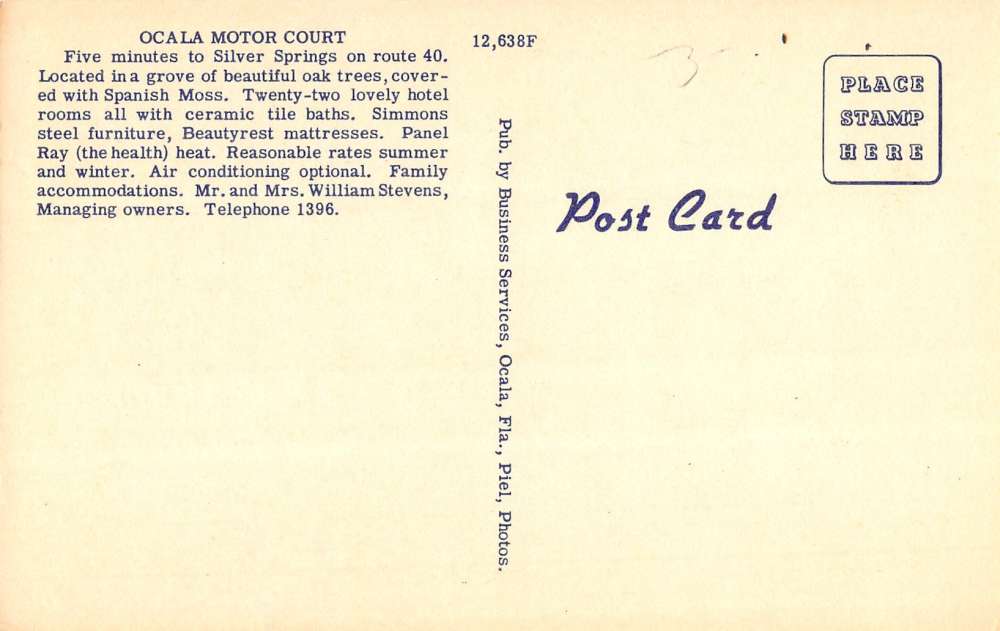 OCALA MOTOR COURT
Five minutes to Silver Springs on route 40.
Located in a grove of beautiful oak trees, cover-
ed with Spanish Moss. Twenty-two lovely hotel
rooms all with ceramic tile baths. Simmons
steel furniture, Beautyrest mattresses. Panel
Ray (the health) heat. Reasonable rates summer
and winter. Air conditioning optional. Family
accommodations. Mr. and Mrs. William Stevens,
Managing owners. Telephone 1396.
12,638F
Pub. by Business Services, Ocala, Fla., Piel, Photos.
Post Card
PLACE
STAMP
HERE
3